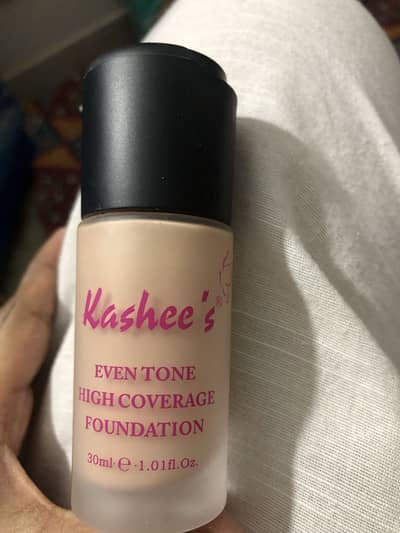 Kashee's®
EVEN TONE
HIGH COVERAGE
FOUNDATION
30ml·℮·1.01fl.Oz.